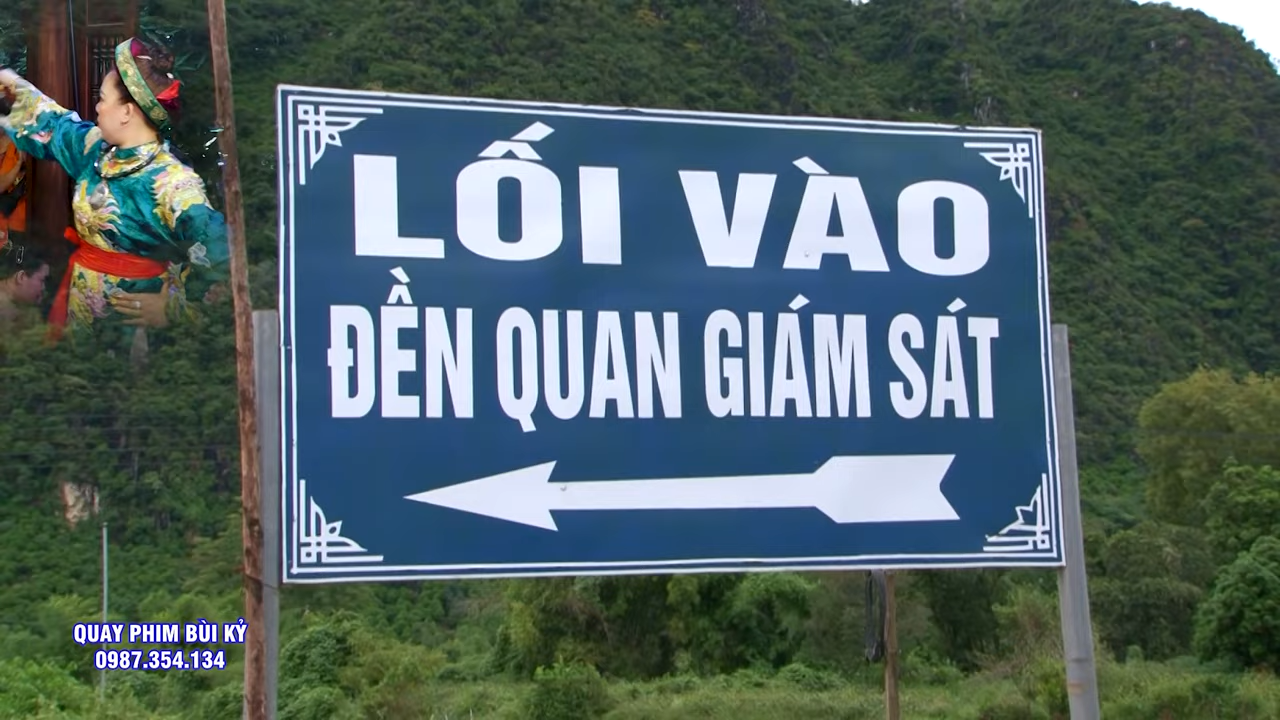 LỐI VÀO
ĐỀN QUAN GIÁM SÁT
QUAY PHIM BÙI KỶ
0987.354.134